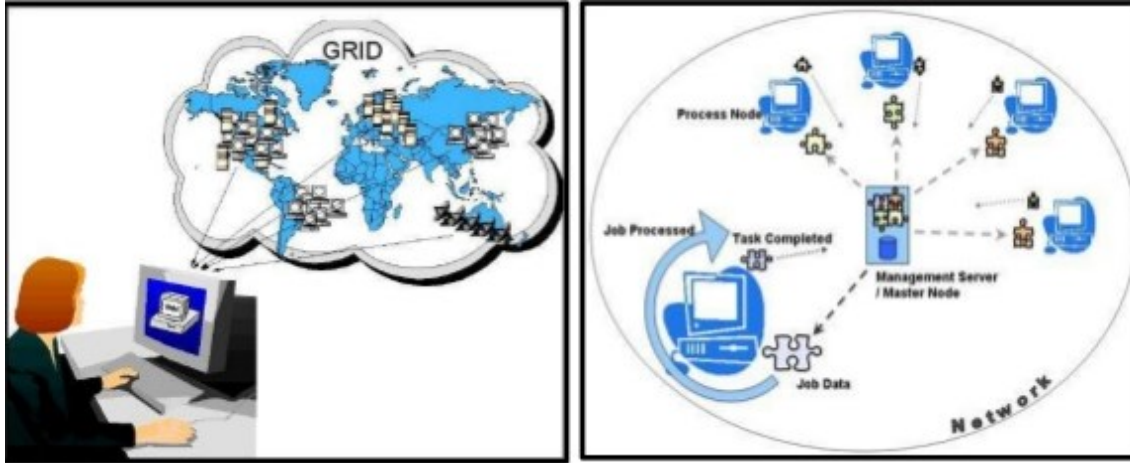 GRID
Process Node
Job Processed
Task Completed
Management Server
/ Master Node
Job Data
Network